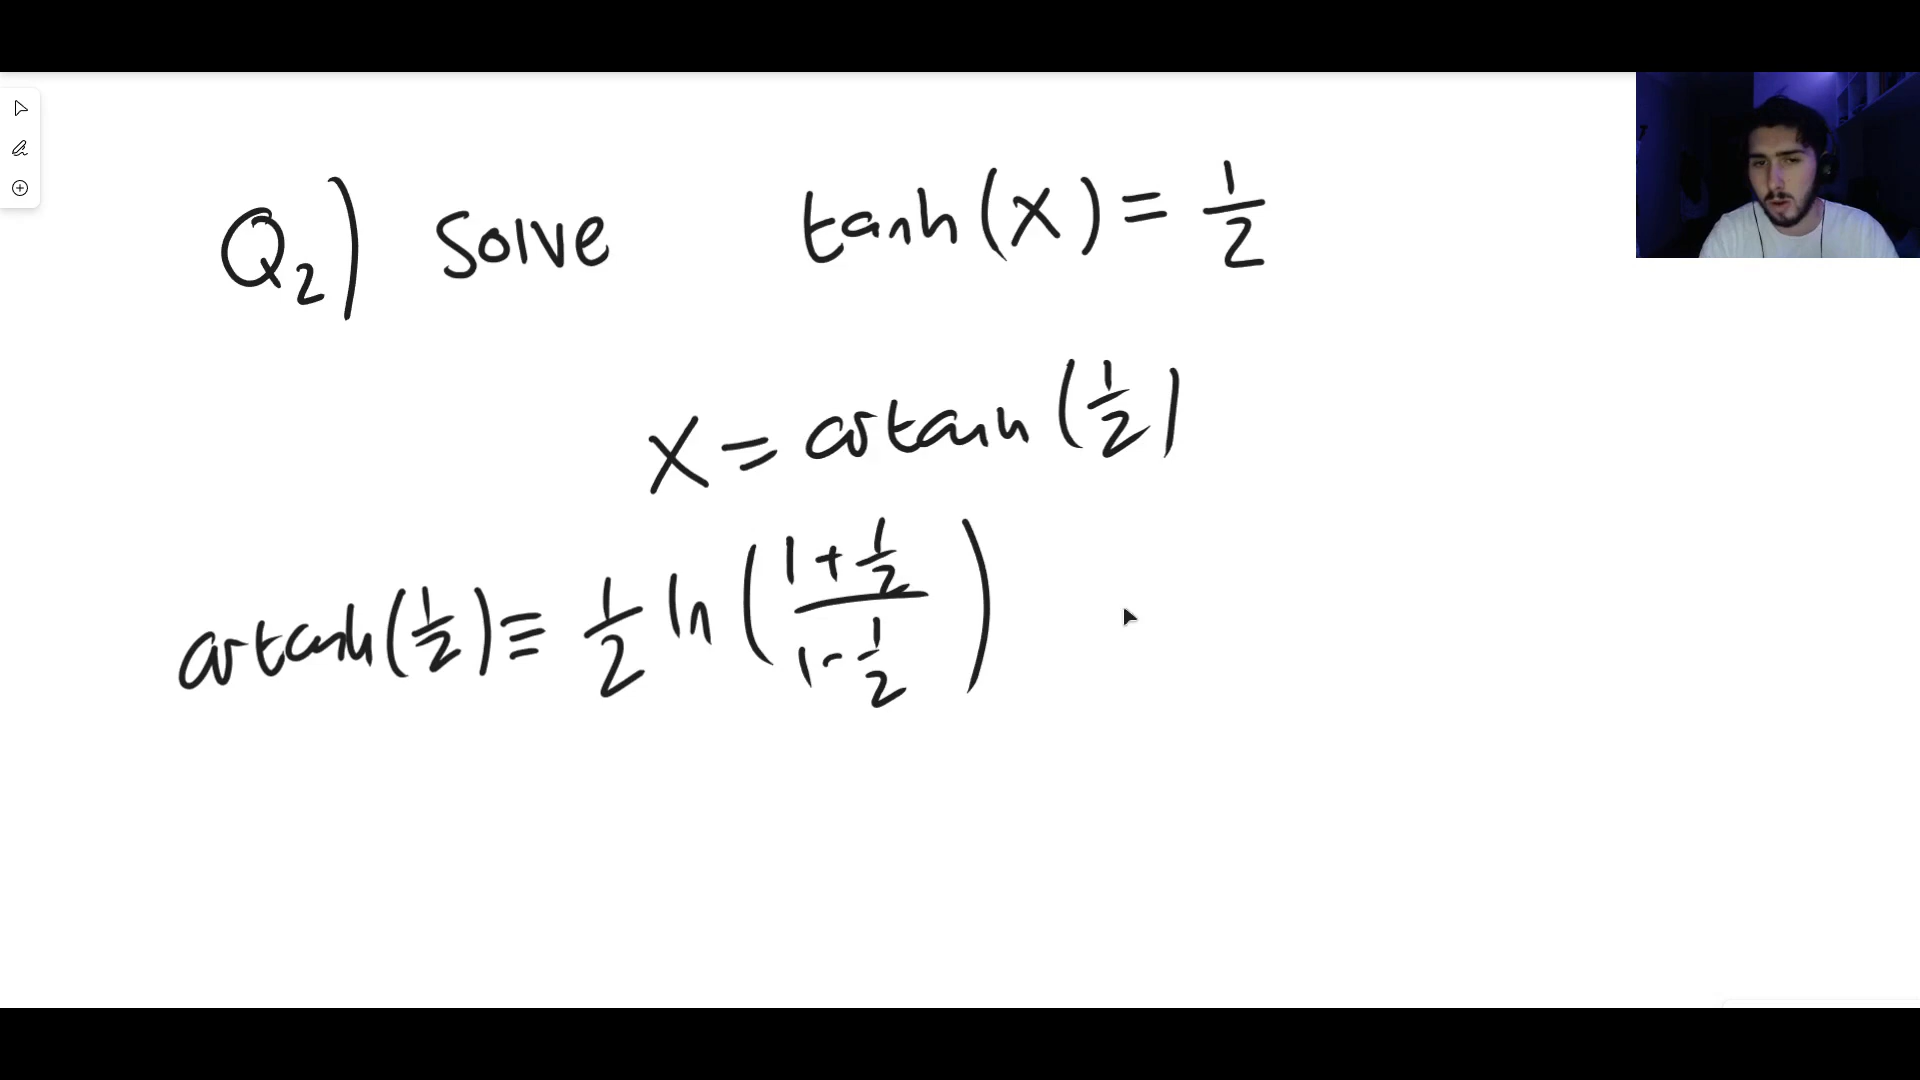 Q₂) Solve tanh(x) = 1/2
x = artanh(1/2)
artanh(1/2) ≡ 1/2 ln((1 + 1/2)/(1 - 1/2))